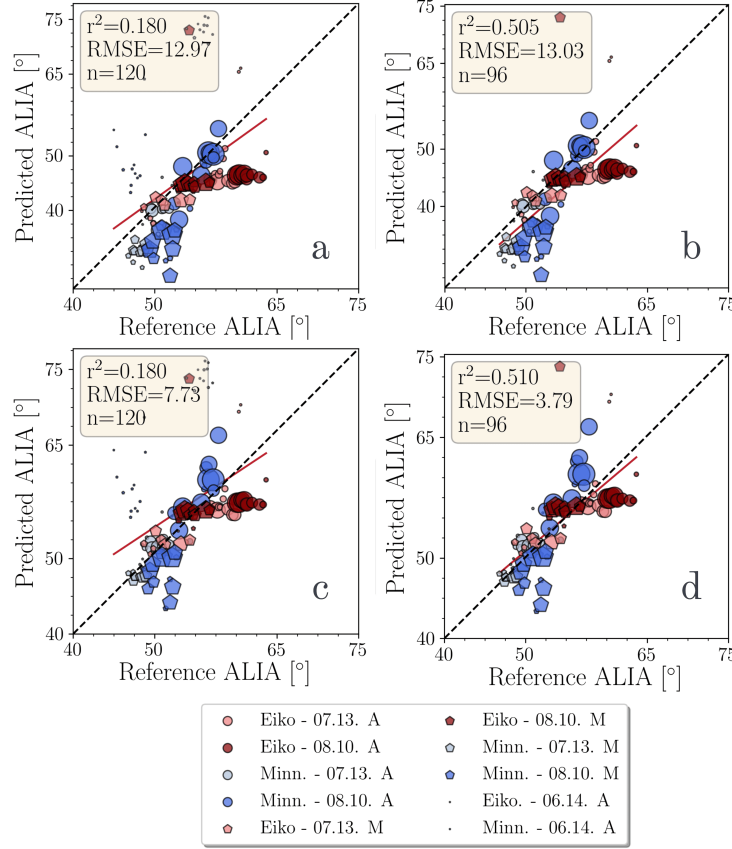 r²=0.180
RMSE=12.97
n=120
75
65
50
40
Predicted ALIA [°]
a
50
65
75
Reference ALIA [°]
r²=0.505
RMSE=13.03
n=96
75
65
50
40
Predicted ALIA [°]
b
40
50
65
75
Reference ALIA [°]
r²=0.180
RMSE=7.73
n=120
75
65
50
40
Predicted ALIA [°]
c
40
50
65
75
Reference ALIA [°]
r²=0.510
RMSE=3.79
n=96
75
65
50
40
Predicted ALIA [°]
d
40
50
65
75
Reference ALIA [°]
40
Eiko - 07.13. A
Eiko - 08.10. A
Minn. - 07.13. A
Minn. - 08.10. A
Eiko - 07.13. M
Eiko - 08.10. M
Minn. - 07.13. M
Minn. - 08.10. M
Eiko. - 06.14. A
Minn. - 06.14. A